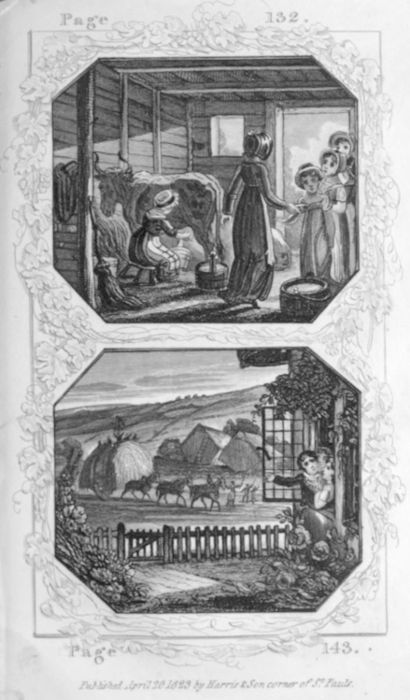 Page 132.
Page 143.
Published April 20 1823 by Harris & Son corner of St. Pauls.